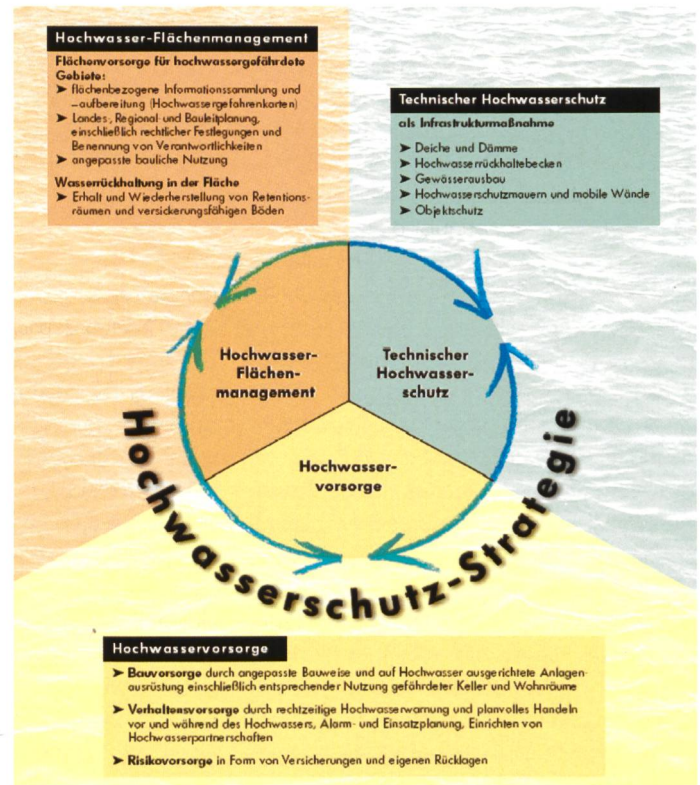 Hochwasser-Flächenmanagement
Flächenvorsorge für hochwassergefährdete
Gebiete:
➤ flächenbezogene Informationssammlung und
–aufbereitung (Hochwassergefahrenkarten)
➤ Landes-, Regional- und Bauleitplanung,
einschließlich rechtlicher Festlegungen und
Benennung von Verantwortlichkeiten
➤ angepasste bauliche Nutzung
Wasserrückhaltung in der Fläche
➤ Erhalt und Wiederherstellung von Retentions-
räumen und versickerungsfähigen Böden
Technischer Hochwasserschutz
als Infrastrukturmaßnahme
➤ Deiche und Dämme
➤ Hochwasserrückhaltebecken
➤ Gewässerausbau
➤ Hochwasserschutzmauern und mobile Wände
➤ Objektschutz
Hochwasser-
Flächen-
management
Technischer
Hochwasser-
schutz
Hochwasser-
vorsorge
Hochwasserschutz-Strategie
Hochwasservorsorge
➤ Bauvorsorge durch angepasste Bauweise und auf Hochwasser ausgerichtete Anlagen-
ausrüstung einschließlich entsprechender Nutzung gefährdeter Keller und Wohnräume
➤ Verhaltensvorsorge durch rechtzeitige Hochwasserwarnung und planvolles Handeln
vor und während des Hochwassers, Alarm- und Einsatzplanung, Einrichten von
Hochwasserpartnerschaften
➤ Risikovorsorge in Form von Versicherungen und eigenen Rücklagen